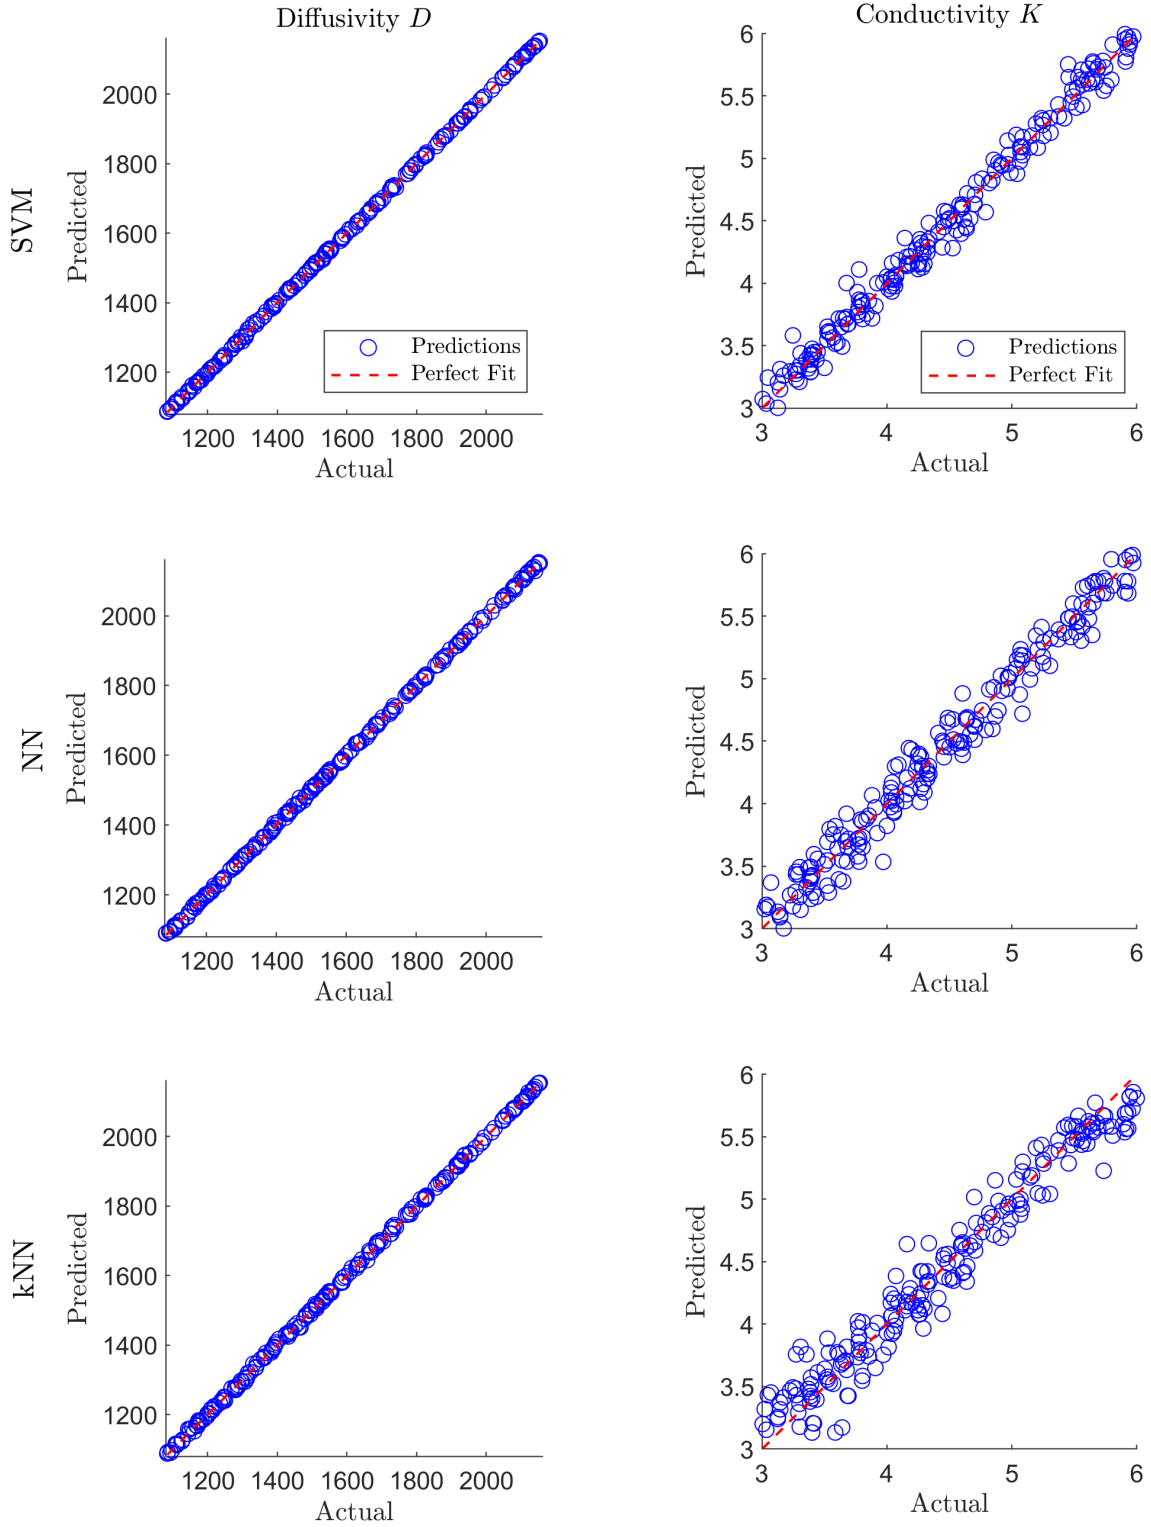 Diffusivity D
Conductivity K
SVM
Predicted
2000
1800
1600
1400
1200
1200 1400 1600 1800 2000
Actual
Predictions
Perfect Fit
Predicted
6
5.5
5
4.5
4
3.5
3
3 4 5 6
Actual
Predictions
Perfect Fit
NN
Predicted
2000
1800
1600
1400
1200
1200 1400 1600 1800 2000
Actual
Predicted
6
5.5
5
4.5
4
3.5
3
3 4 5 6
Actual
kNN
Predicted
2000
1800
1600
1400
1200
1200 1400 1600 1800 2000
Actual
Predicted
6
5.5
5
4.5
4
3.5
3
3 4 5 6
Actual